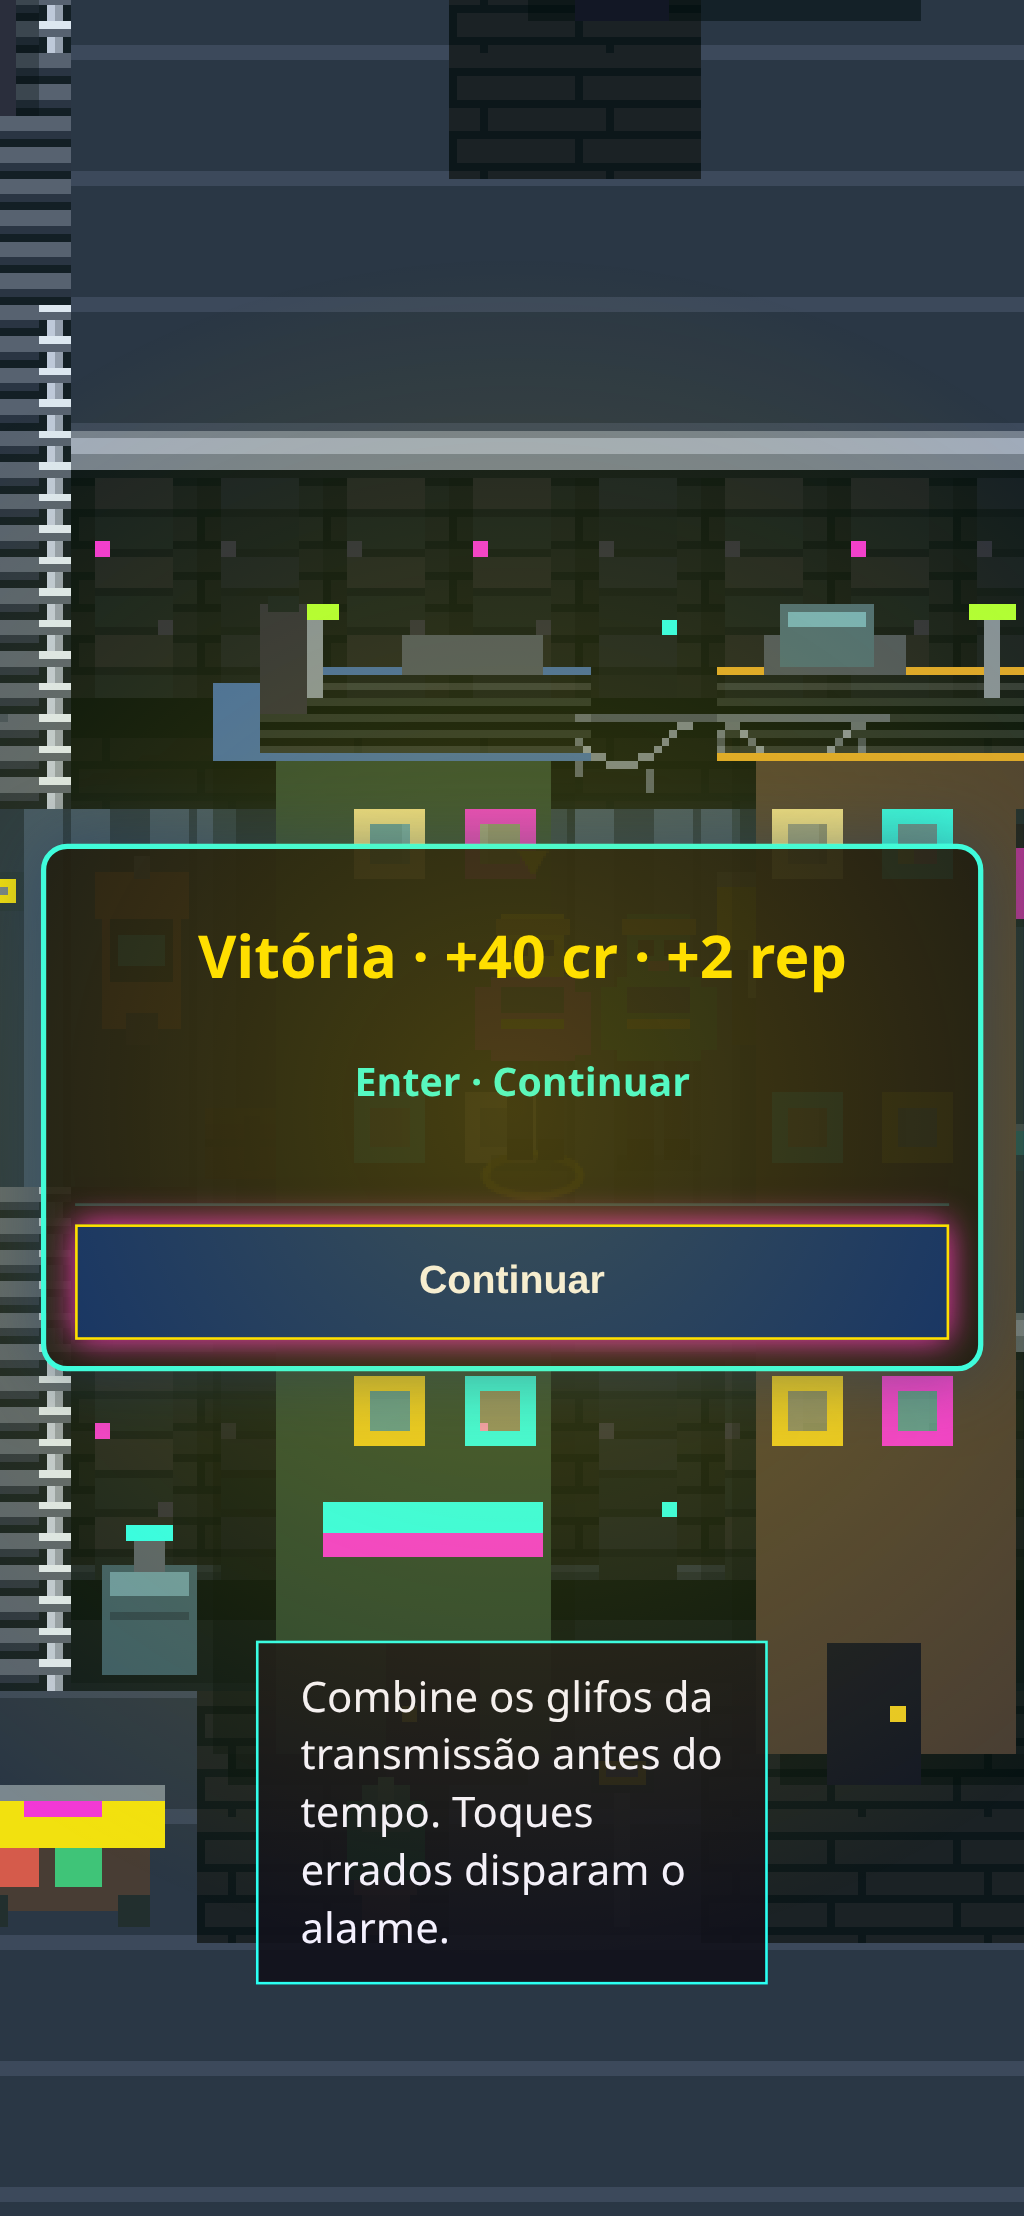 Vitória · +40 cr · +2 rep
Enter · Continuar
Continuar
Combine os glifos da
transmissão antes do
tempo. Toques
errados disparam o
alarme.